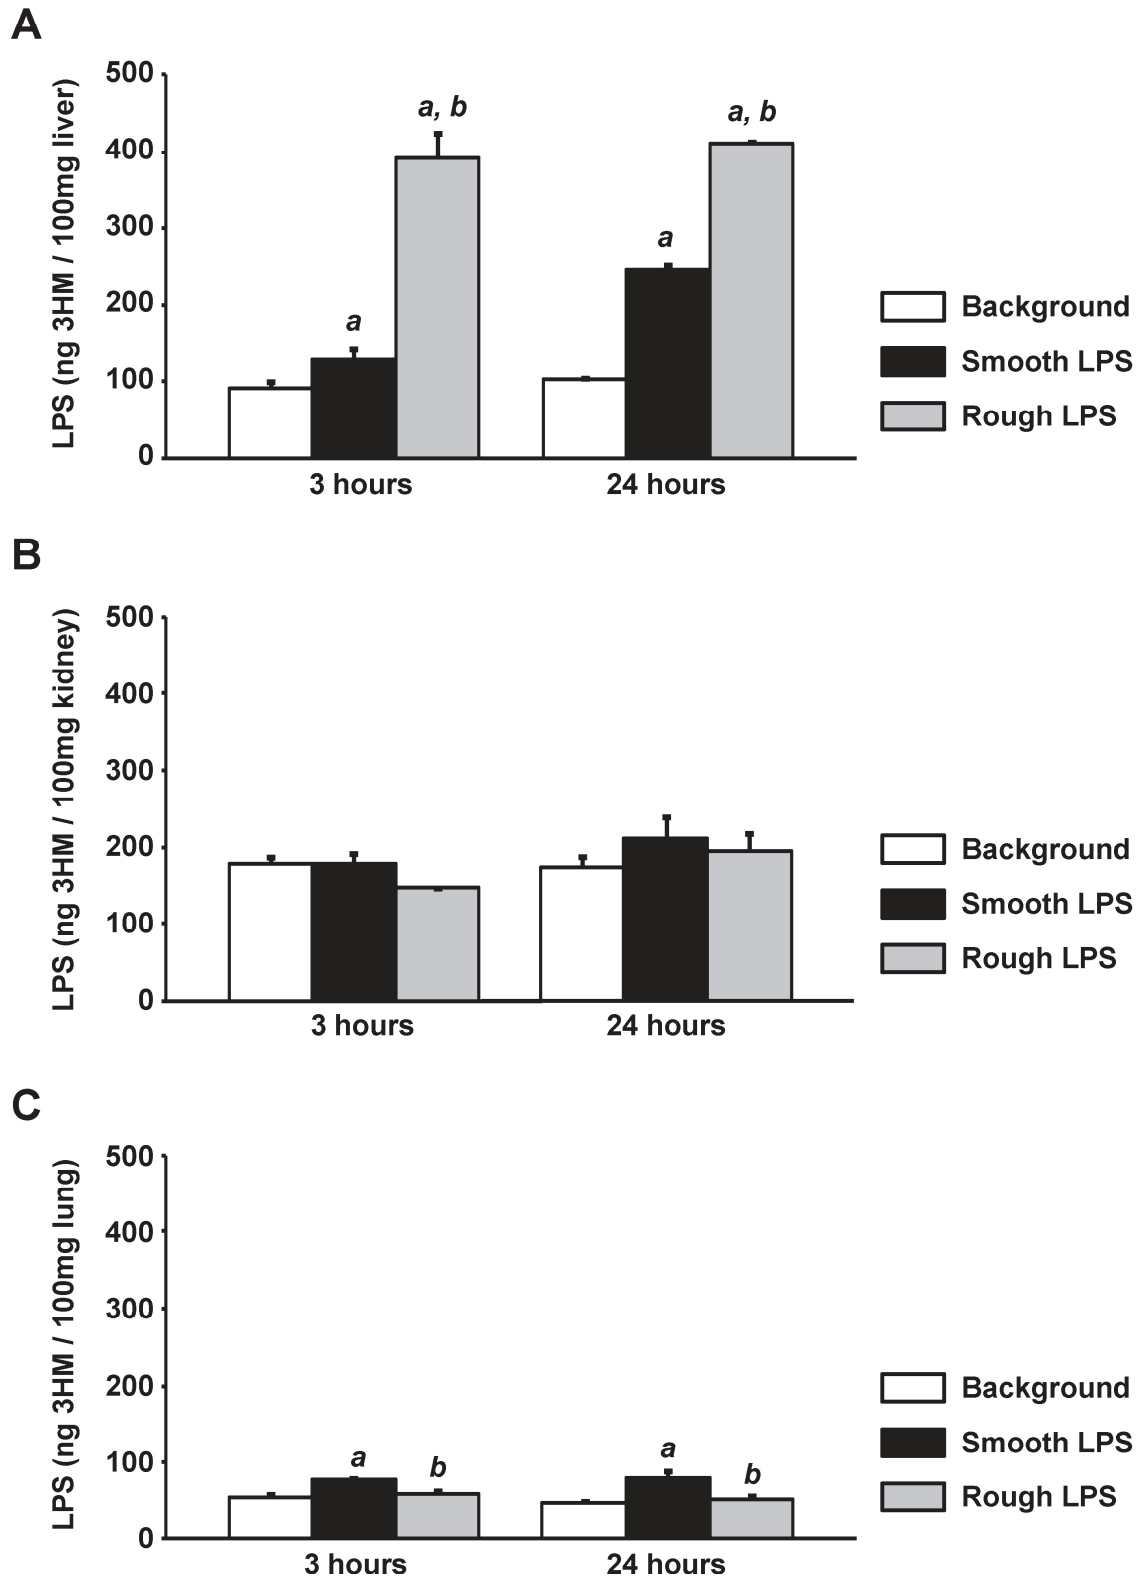 A
LPS (ng 3HM / 100mg liver)
500
400
300
200
100
0
a, b
a, b
a
a
3 hours
24 hours
Background
Smooth LPS
Rough LPS
B
LPS (ng 3HM / 100mg kidney)
500
400
300
200
100
0
3 hours
24 hours
Background
Smooth LPS
Rough LPS
C
LPS (ng 3HM / 100mg lung)
500
400
300
200
100
0
a
b
a
b
3 hours
24 hours
Background
Smooth LPS
Rough LPS